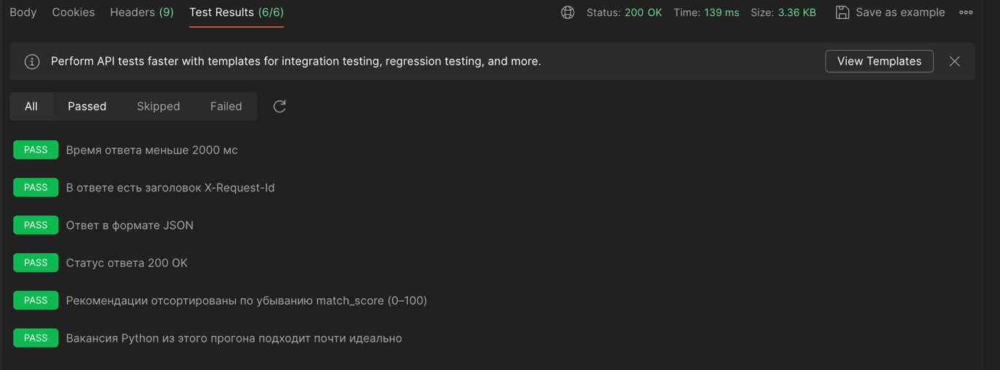 Body Cookies Headers (9) Test Results (6/6) Status: 200 OK Time: 139 ms Size: 3.36 KB Save as example
Perform API tests faster with templates for integration testing, regression testing, and more. View Templates
All Passed Skipped Failed
PASS Время ответа меньше 2000 мс
PASS В ответе есть заголовок X-Request-Id
PASS Ответ в формате JSON
PASS Статус ответа 200 OK
PASS Рекомендации отсортированы по убыванию match_score (0–100)
PASS Вакансия Python из этого прогона подходит почти идеально